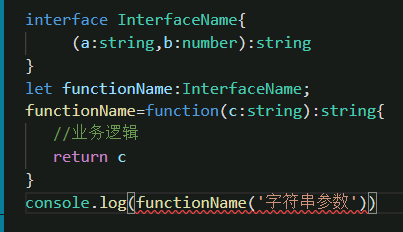 interface InterfaceName{
(a:string,b:number):string
}
let functionName:InterfaceName;
functionName=function(c:string):string{
//业务逻辑
return c
}
console.log(functionName('字符串参数'))